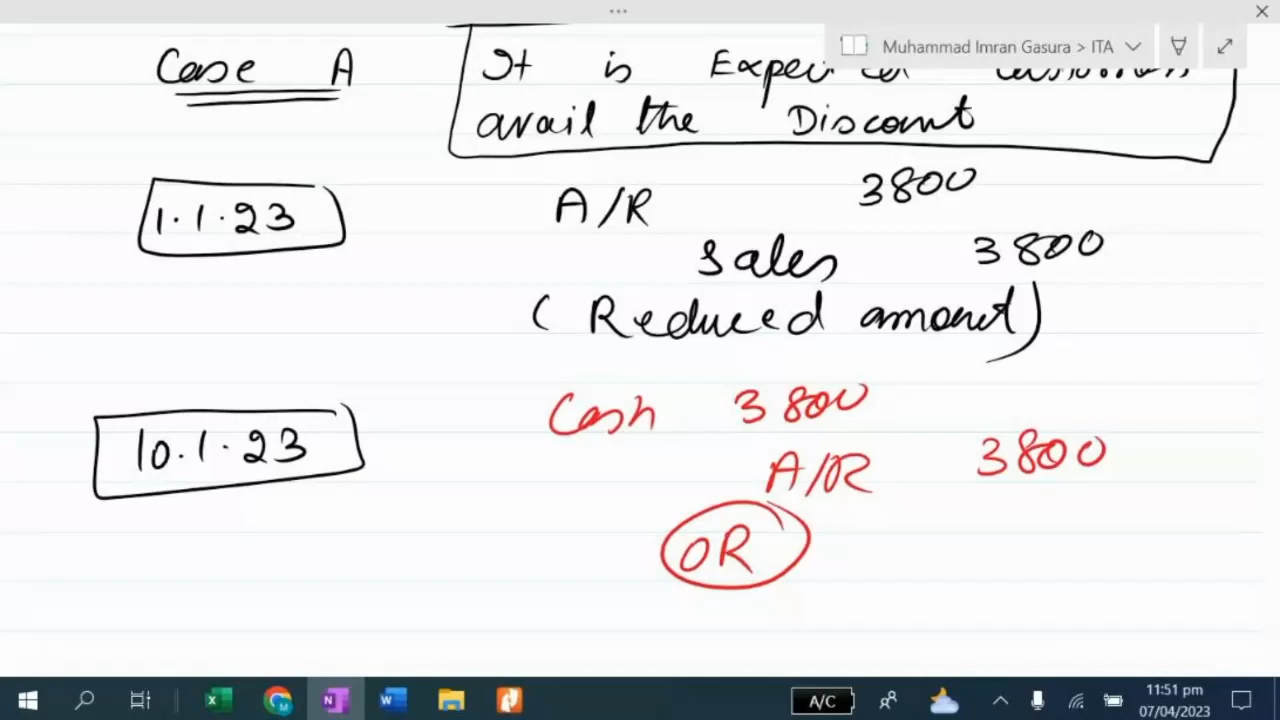 Muhammad Imran Gasura > ITA
Case A
It is
avail the Discount
1.1.23
A/R 3800
Sales 3800
(Reduced amount)
10.1.23
Cash 3800
A/R 3800
OR
A/C
11:51 pm
07/04/2023